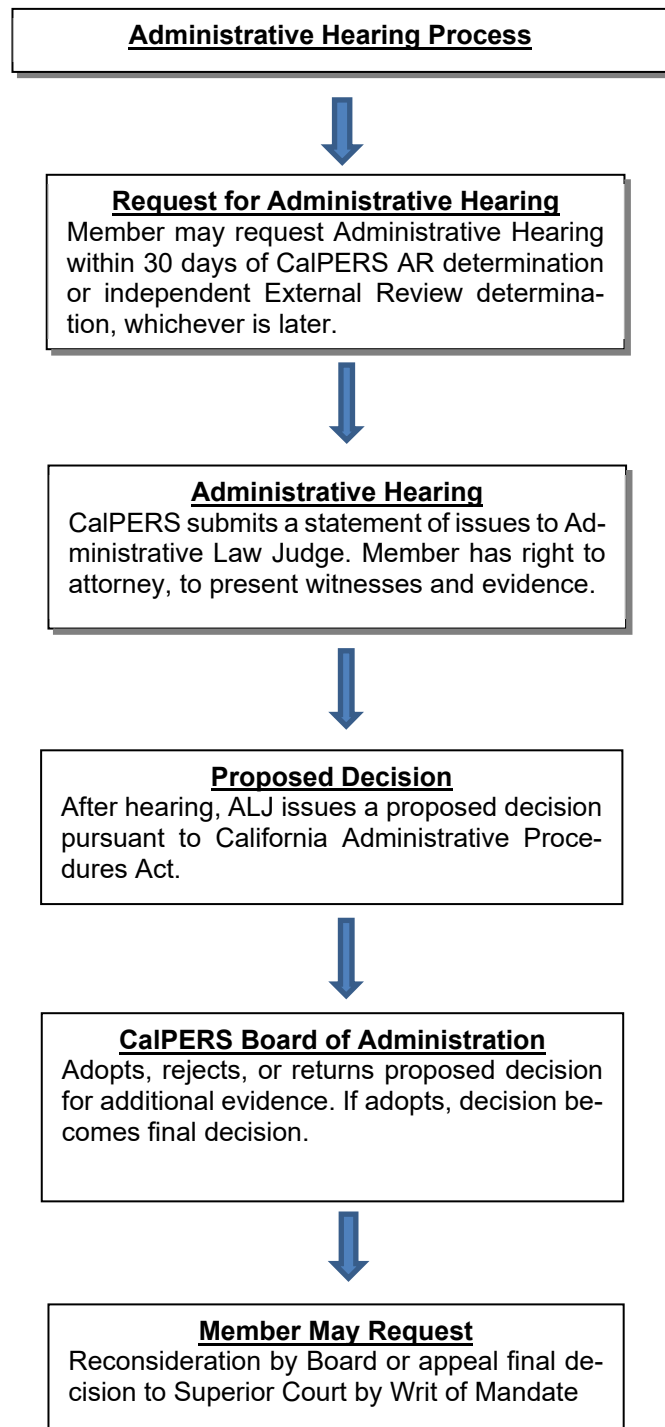 Administrative Hearing Process
Request for Administrative Hearing
Member may request Administrative Hearing
within 30 days of CalPERS AR determination
or independent External Review determina-
tion, whichever is later.
Administrative Hearing
CalPERS submits a statement of issues to Ad-
ministrative Law Judge. Member has right to
attorney, to present witnesses and evidence.
Proposed Decision
After hearing, ALJ issues a proposed decision
pursuant to California Administrative Proce-
dures Act.
CalPERS Board of Administration
Adopts, rejects, or returns proposed decision
for additional evidence. If adopts, decision be-
comes final decision.
Member May Request
Reconsideration by Board or appeal final de-
cision to Superior Court by Writ of Mandate